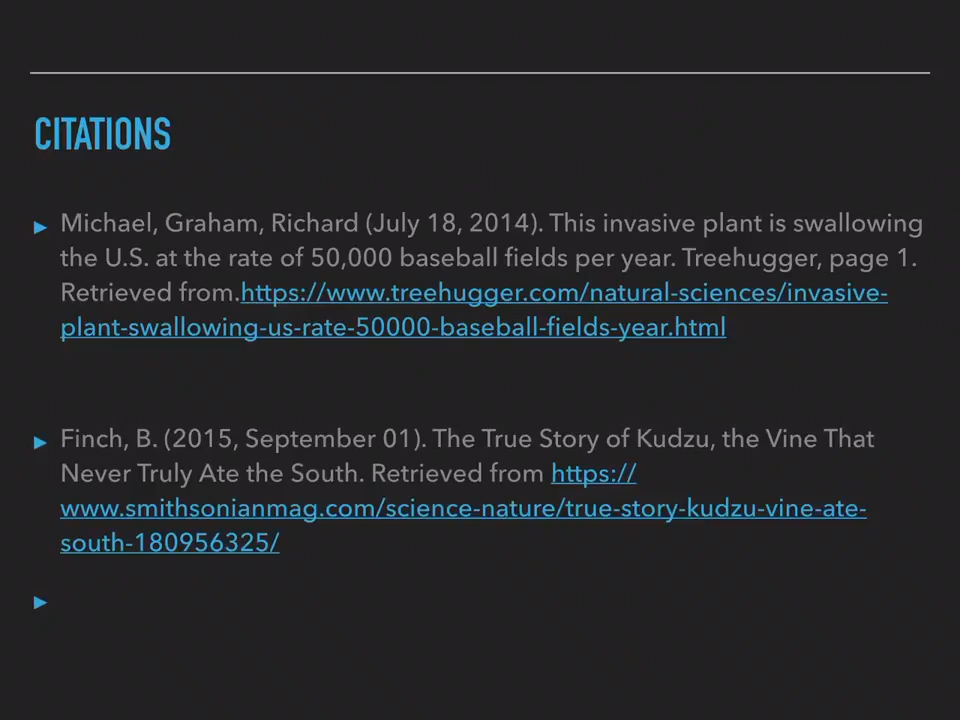 CITATIONS
▶ Michael, Graham, Richard (July 18, 2014). This invasive plant is swallowing
the U.S. at the rate of 50,000 baseball fields per year. Treehugger, page 1.
Retrieved from.https://www.treehugger.com/natural-sciences/invasive-
plant-swallowing-us-rate-50000-baseball-fields-year.html
▶ Finch, B. (2015, September 01). The True Story of Kudzu, the Vine That
Never Truly Ate the South. Retrieved from https://
www.smithsonianmag.com/science-nature/true-story-kudzu-vine-ate-
south-180956325/
▶